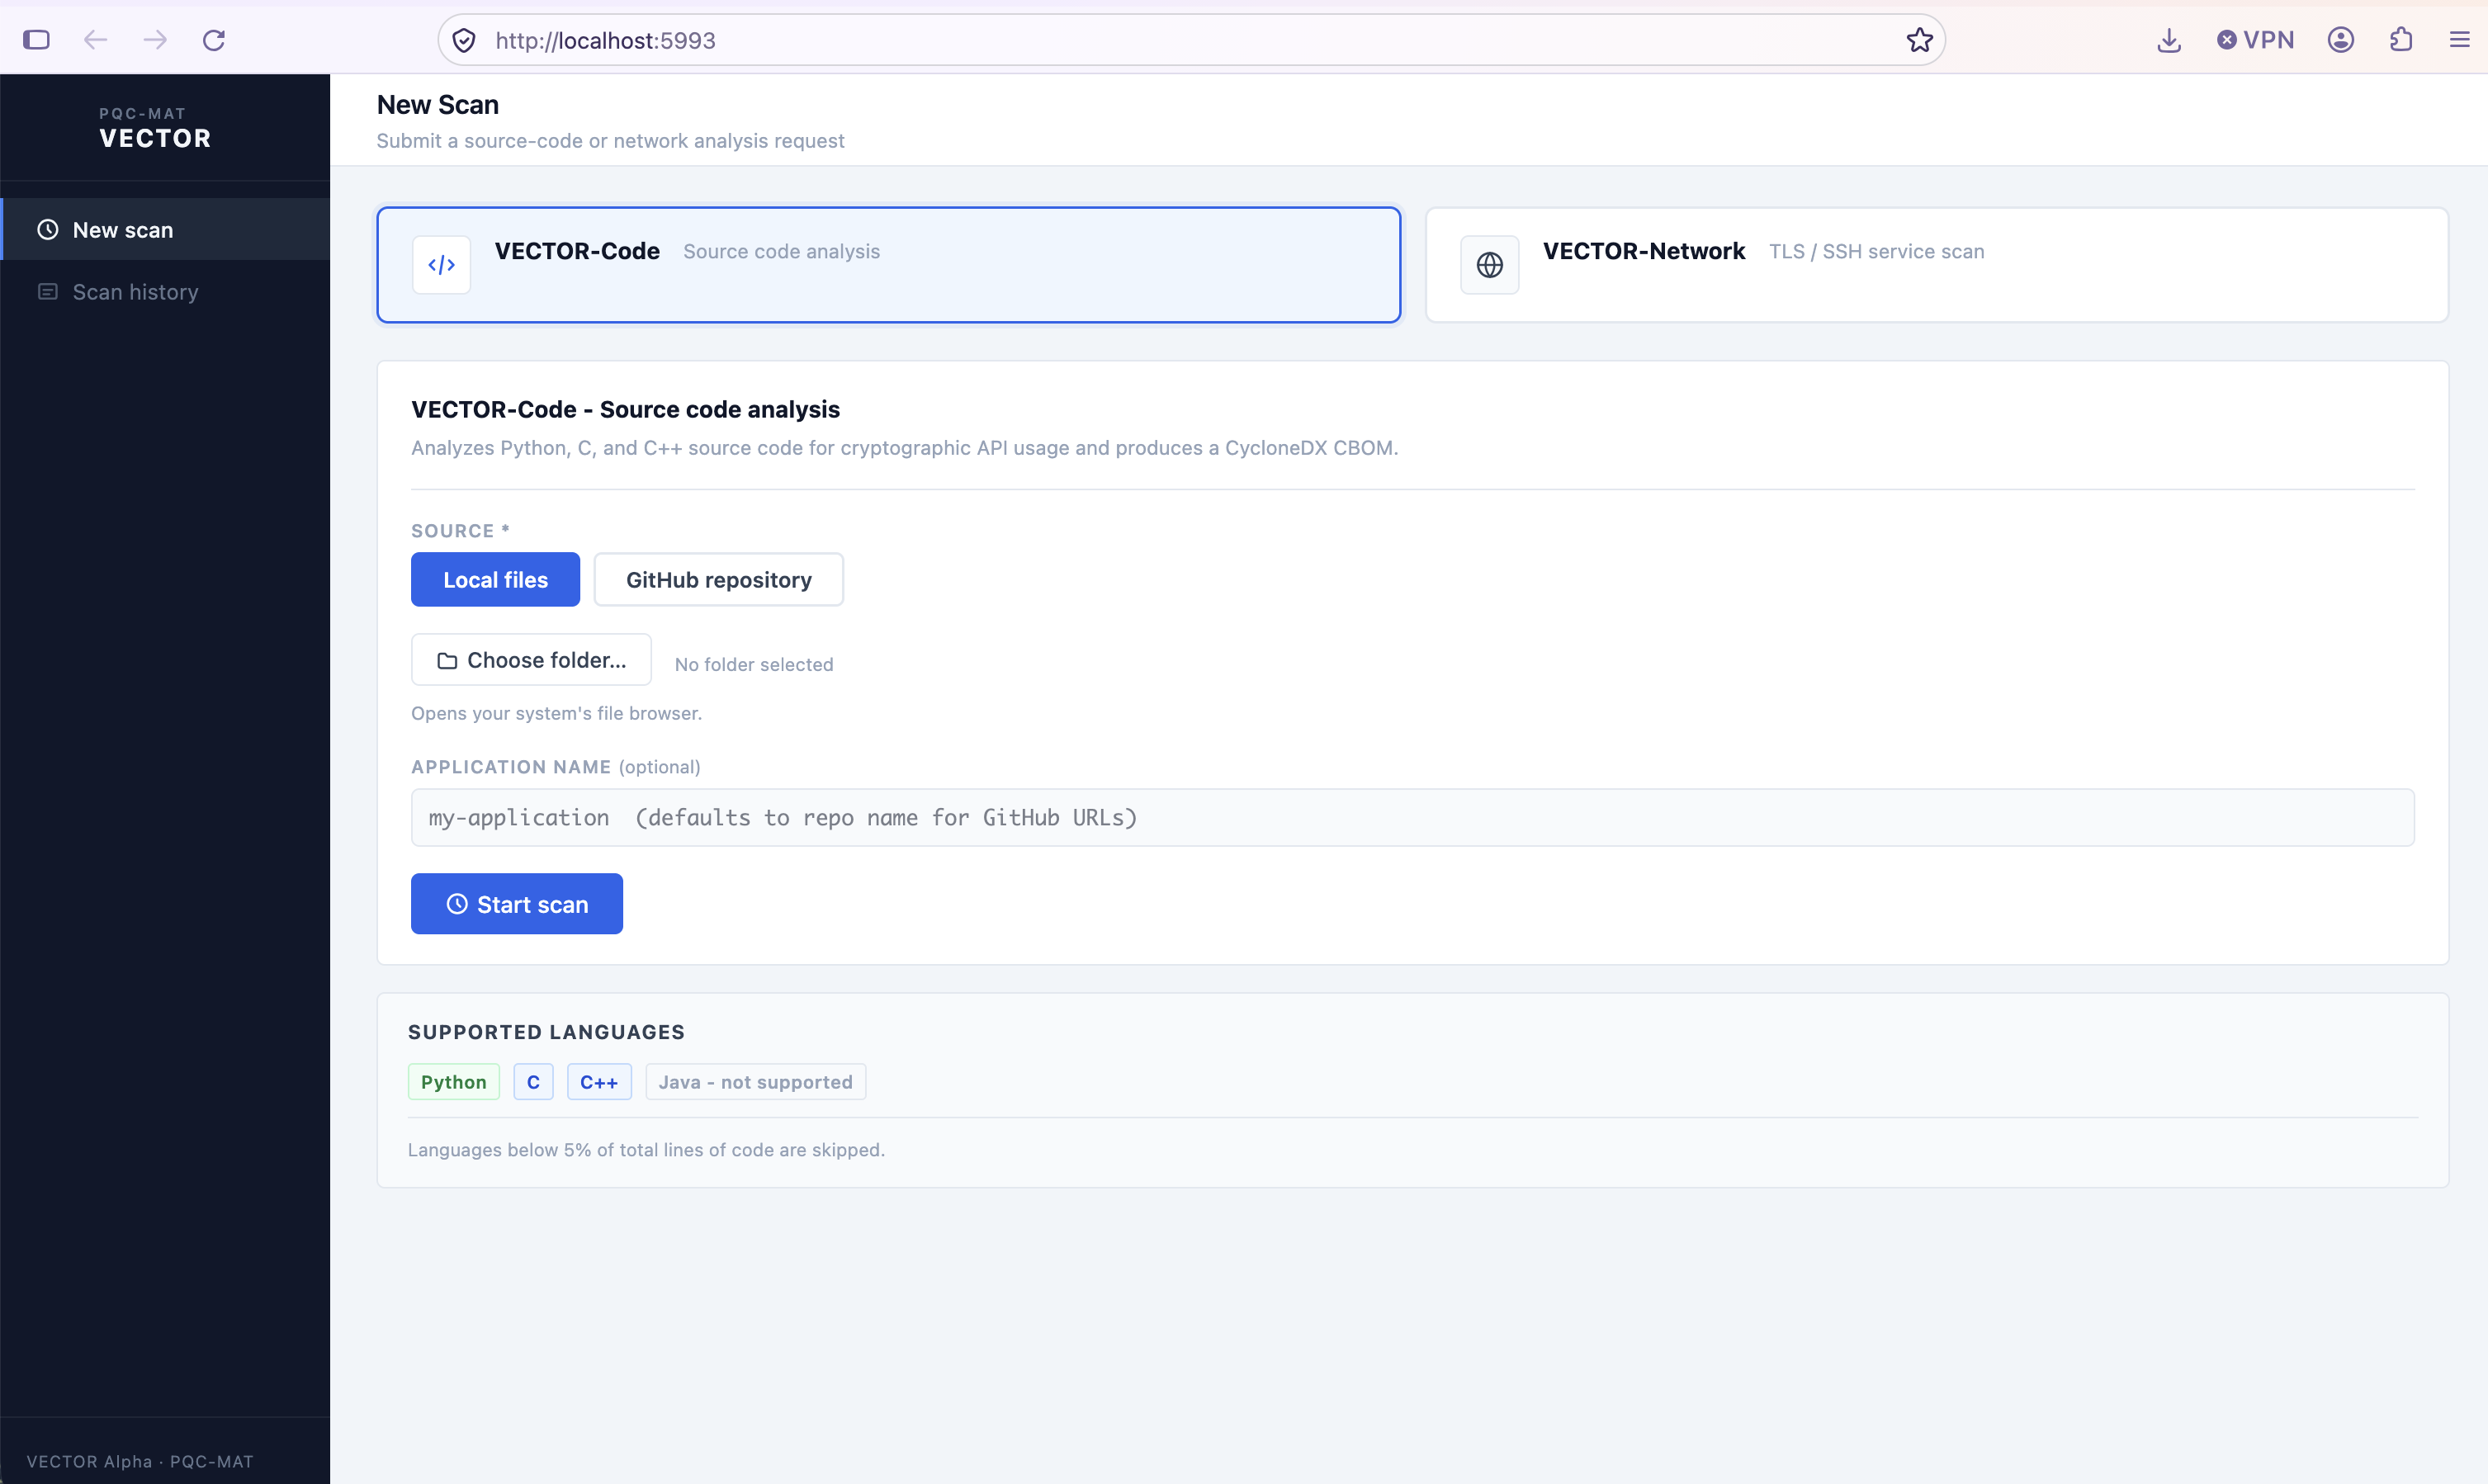 http://localhost:5993
VPN
PQC-MAT
VECTOR
New scan
Scan history
VECTOR Alpha · PQC-MAT
New Scan
Submit a source-code or network analysis request
VECTOR-Code Source code analysis
VECTOR-Network TLS / SSH service scan
VECTOR-Code - Source code analysis
Analyzes Python, C, and C++ source code for cryptographic API usage and produces a CycloneDX CBOM.
SOURCE *
Local files GitHub repository
Choose folder... No folder selected
Opens your system's file browser.
APPLICATION NAME (optional)
my-application (defaults to repo name for GitHub URLs)
Start scan
SUPPORTED LANGUAGES
Python C C++ Java - not supported
Languages below 5% of total lines of code are skipped.